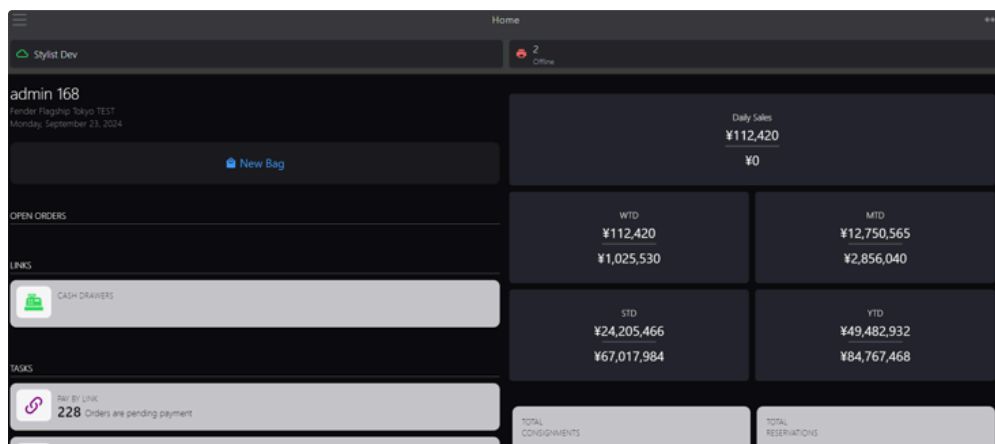 Home
Stylist Dev
2
Offline
admin 168
Fender Flagship Tokyo TEST
Monday, September 23, 2024
New Bag
OPEN ORDERS
LINKS
CASH DRAWERS
TASKS
PAY BY LINK
228 Orders are pending payment
Daily Sales
¥112,420
¥0
WTD
¥112,420
¥1,025,530
MTD
¥12,750,565
¥2,856,040
STD
¥24,205,466
¥67,017,984
YTD
¥49,482,932
¥84,767,468
TOTAL
CONSIGNMENTS
TOTAL
RESERVATIONS